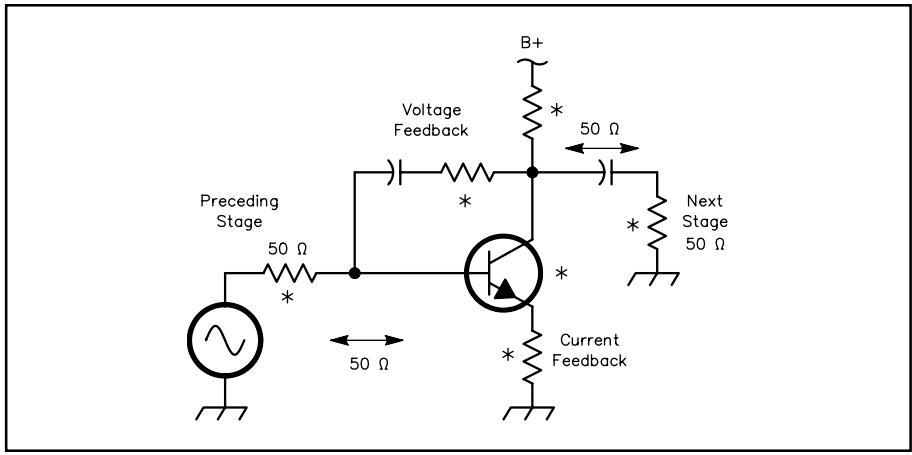 B+
*
Voltage
Feedback
50 Ω
*
Preceding
Stage
50 Ω
*
*
Next
Stage
50 Ω
*
50 Ω
*
Current
Feedback